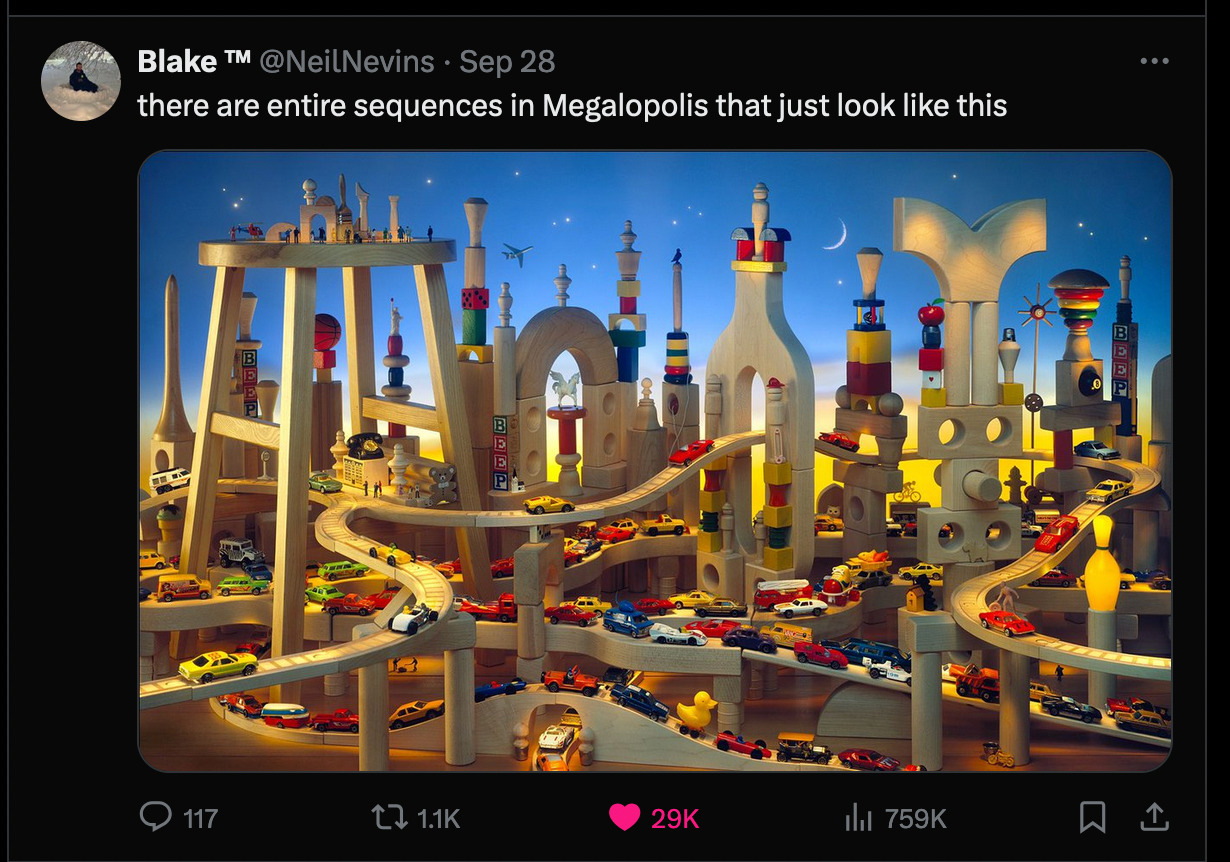 Blake ™ @NeilNevins · Sep 28
there are entire sequences in Megalopolis that just look like this
B
E
E
P
B
E
E
P
B
E
E
P
8
117
1.1K
29K
759K